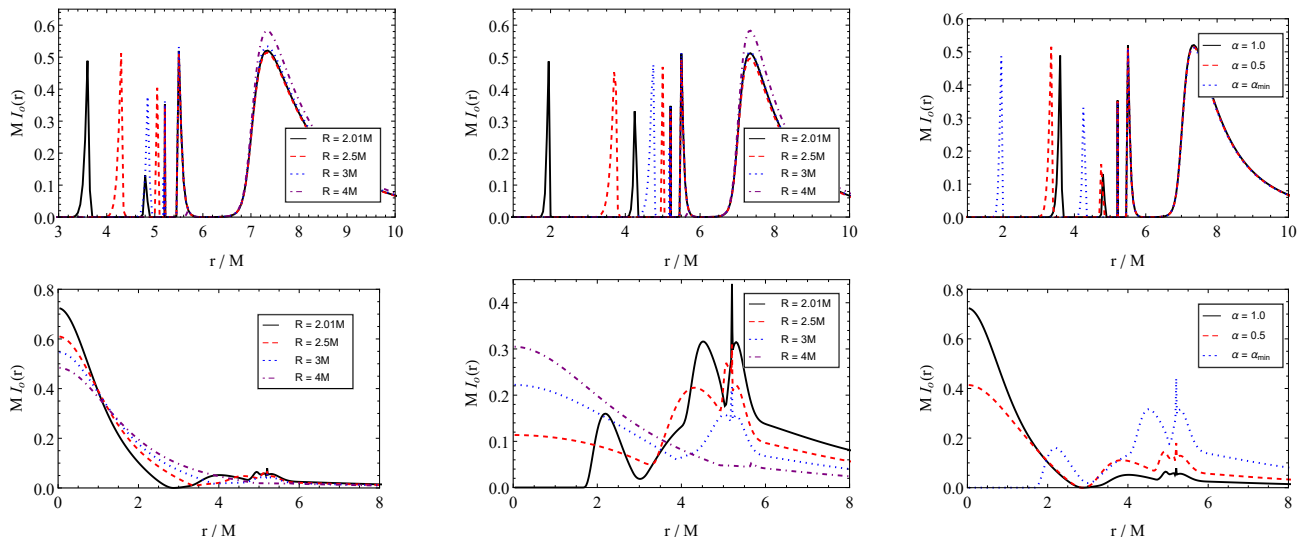 M I_o(r)
0.6
0.5
0.4
0.3
0.2
0.1
0.0
3 4 5 6 7 8 9 10
r / M
R = 2.01M
R = 2.5M
R = 3M
R = 4M
M I_o(r)
0.6
0.5
0.4
0.3
0.2
0.1
0.0
2 4 6 8 10
r / M
R = 2.01M
R = 2.5M
R = 3M
R = 4M
M I_o(r)
0.6
0.5
0.4
0.3
0.2
0.1
0.0
2 4 6 8 10
r / M
α = 1.0
α = 0.5
α = α_min
M I_o(r)
0.8
0.6
0.4
0.2
0.0
0 2 4 6 8
r / M
R = 2.01M
R = 2.5M
R = 3M
R = 4M
M I_o(r)
0.4
0.3
0.2
0.1
0.0
0 2 4 6 8
r / M
R = 2.01M
R = 2.5M
R = 3M
R = 4M
M I_o(r)
0.8
0.6
0.4
0.2
0.0
0 2 4 6 8
r / M
α = 1.0
α = 0.5
α = α_min